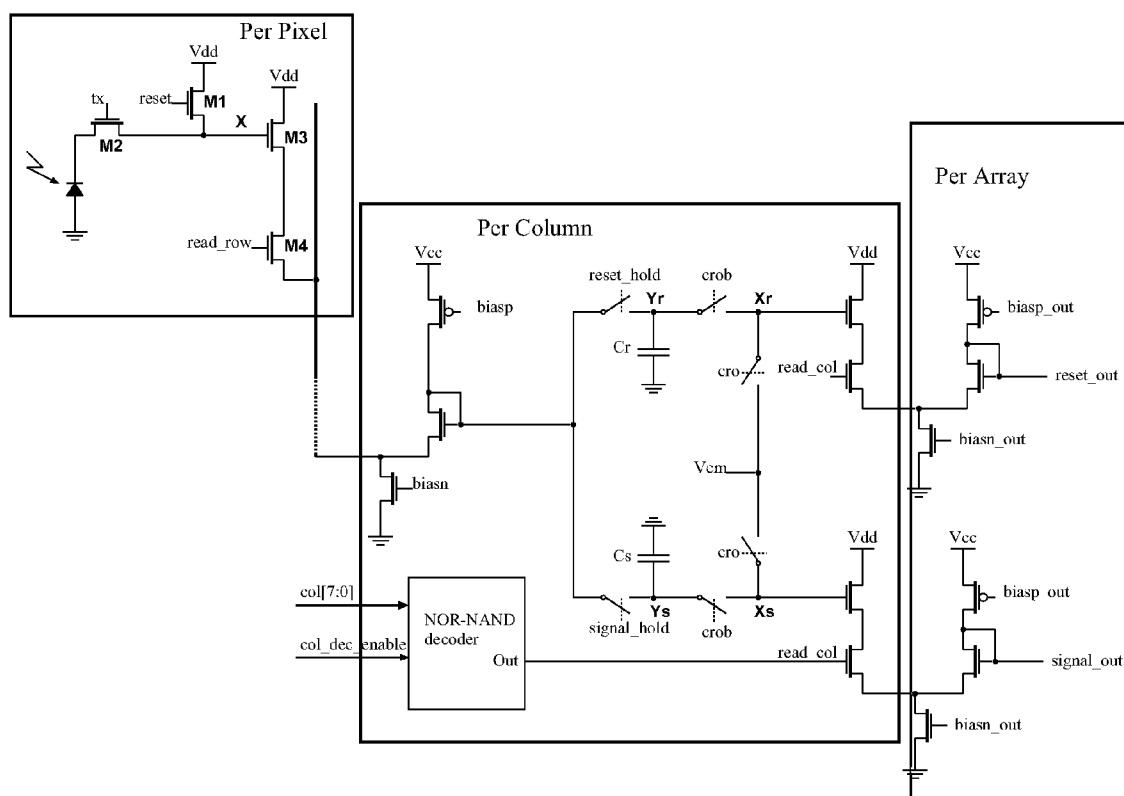 Per Pixel
Vdd
Vdd
tx
reset
M1
X
M2
M3
Per Array
read_row
M4
Per Column
Vcc
Vdd
Vcc
reset_hold
crob
Yr
Xr
biasp
biasp_out
Cr
cro
read_col
reset_out
biasn_out
Vcm
biasn
Vdd
Vcc
Cs
cro
col[7:0]
biasp_out
NOR-NAND
decoder
Ys
Xs
signal_hold
crob
col_dec_enable
Out
read_col
signal_out
biasn_out